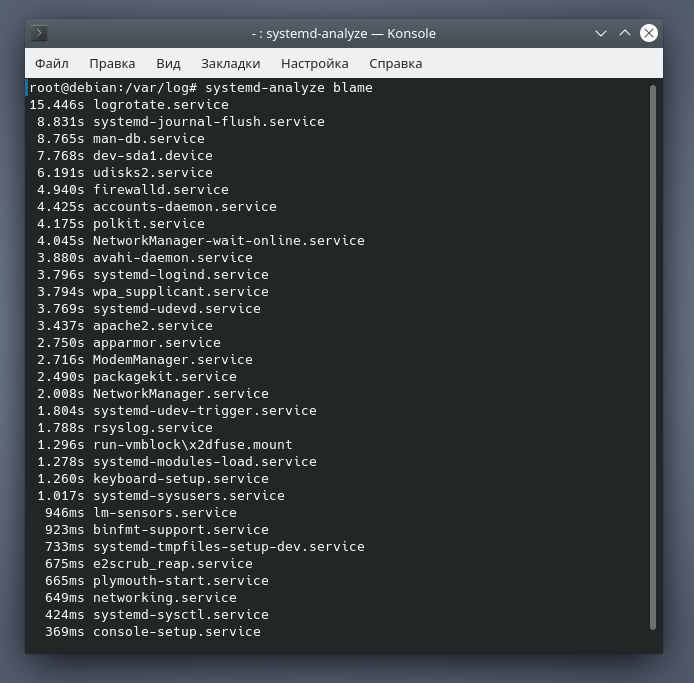 - : systemd-analyze — Konsole
Файл Правка Вид Закладки Настройка Справка
root@debian:/var/log# systemd-analyze blame
15.446s logrotate.service
8.831s systemd-journal-flush.service
8.765s man-db.service
7.768s dev-sda1.device
6.191s udisks2.service
4.940s firewalld.service
4.425s accounts-daemon.service
4.175s polkit.service
4.045s NetworkManager-wait-online.service
3.880s avahi-daemon.service
3.796s systemd-logind.service
3.794s wpa_supplicant.service
3.769s systemd-udevd.service
3.437s apache2.service
2.750s apparmor.service
2.716s ModemManager.service
2.490s packagekit.service
2.008s NetworkManager.service
1.804s systemd-udev-trigger.service
1.788s rsyslog.service
1.296s run-vmblock\x2dfuse.mount
1.278s systemd-modules-load.service
1.260s keyboard-setup.service
1.017s systemd-sysusers.service
946ms lm-sensors.service
923ms binfmt-support.service
733ms systemd-tmpfiles-setup-dev.service
675ms e2scrub_reap.service
665ms plymouth-start.service
649ms networking.service
424ms systemd-sysctl.service
369ms console-setup.service